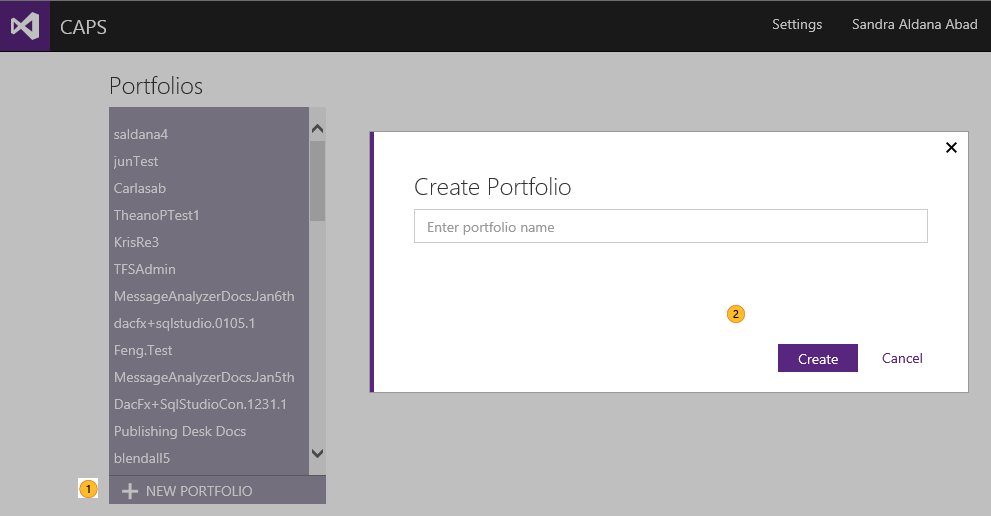 CAPS
Settings
Sandra Aldana Abad
Portfolios
saldana4
junTest
Carlasab
TheanoPTest1
KrisRe3
TFSAdmin
MessageAnalyzerDocs.Jan6th
dacfx+sqlstudio.0105.1
Feng.Test
MessageAnalyzerDocs.Jan5th
DacFx+SqlStudioCon.1231.1
Publishing Desk Docs
blendall5
1
NEW PORTFOLIO
Create Portfolio
Enter portfolio name
2
Create
Cancel